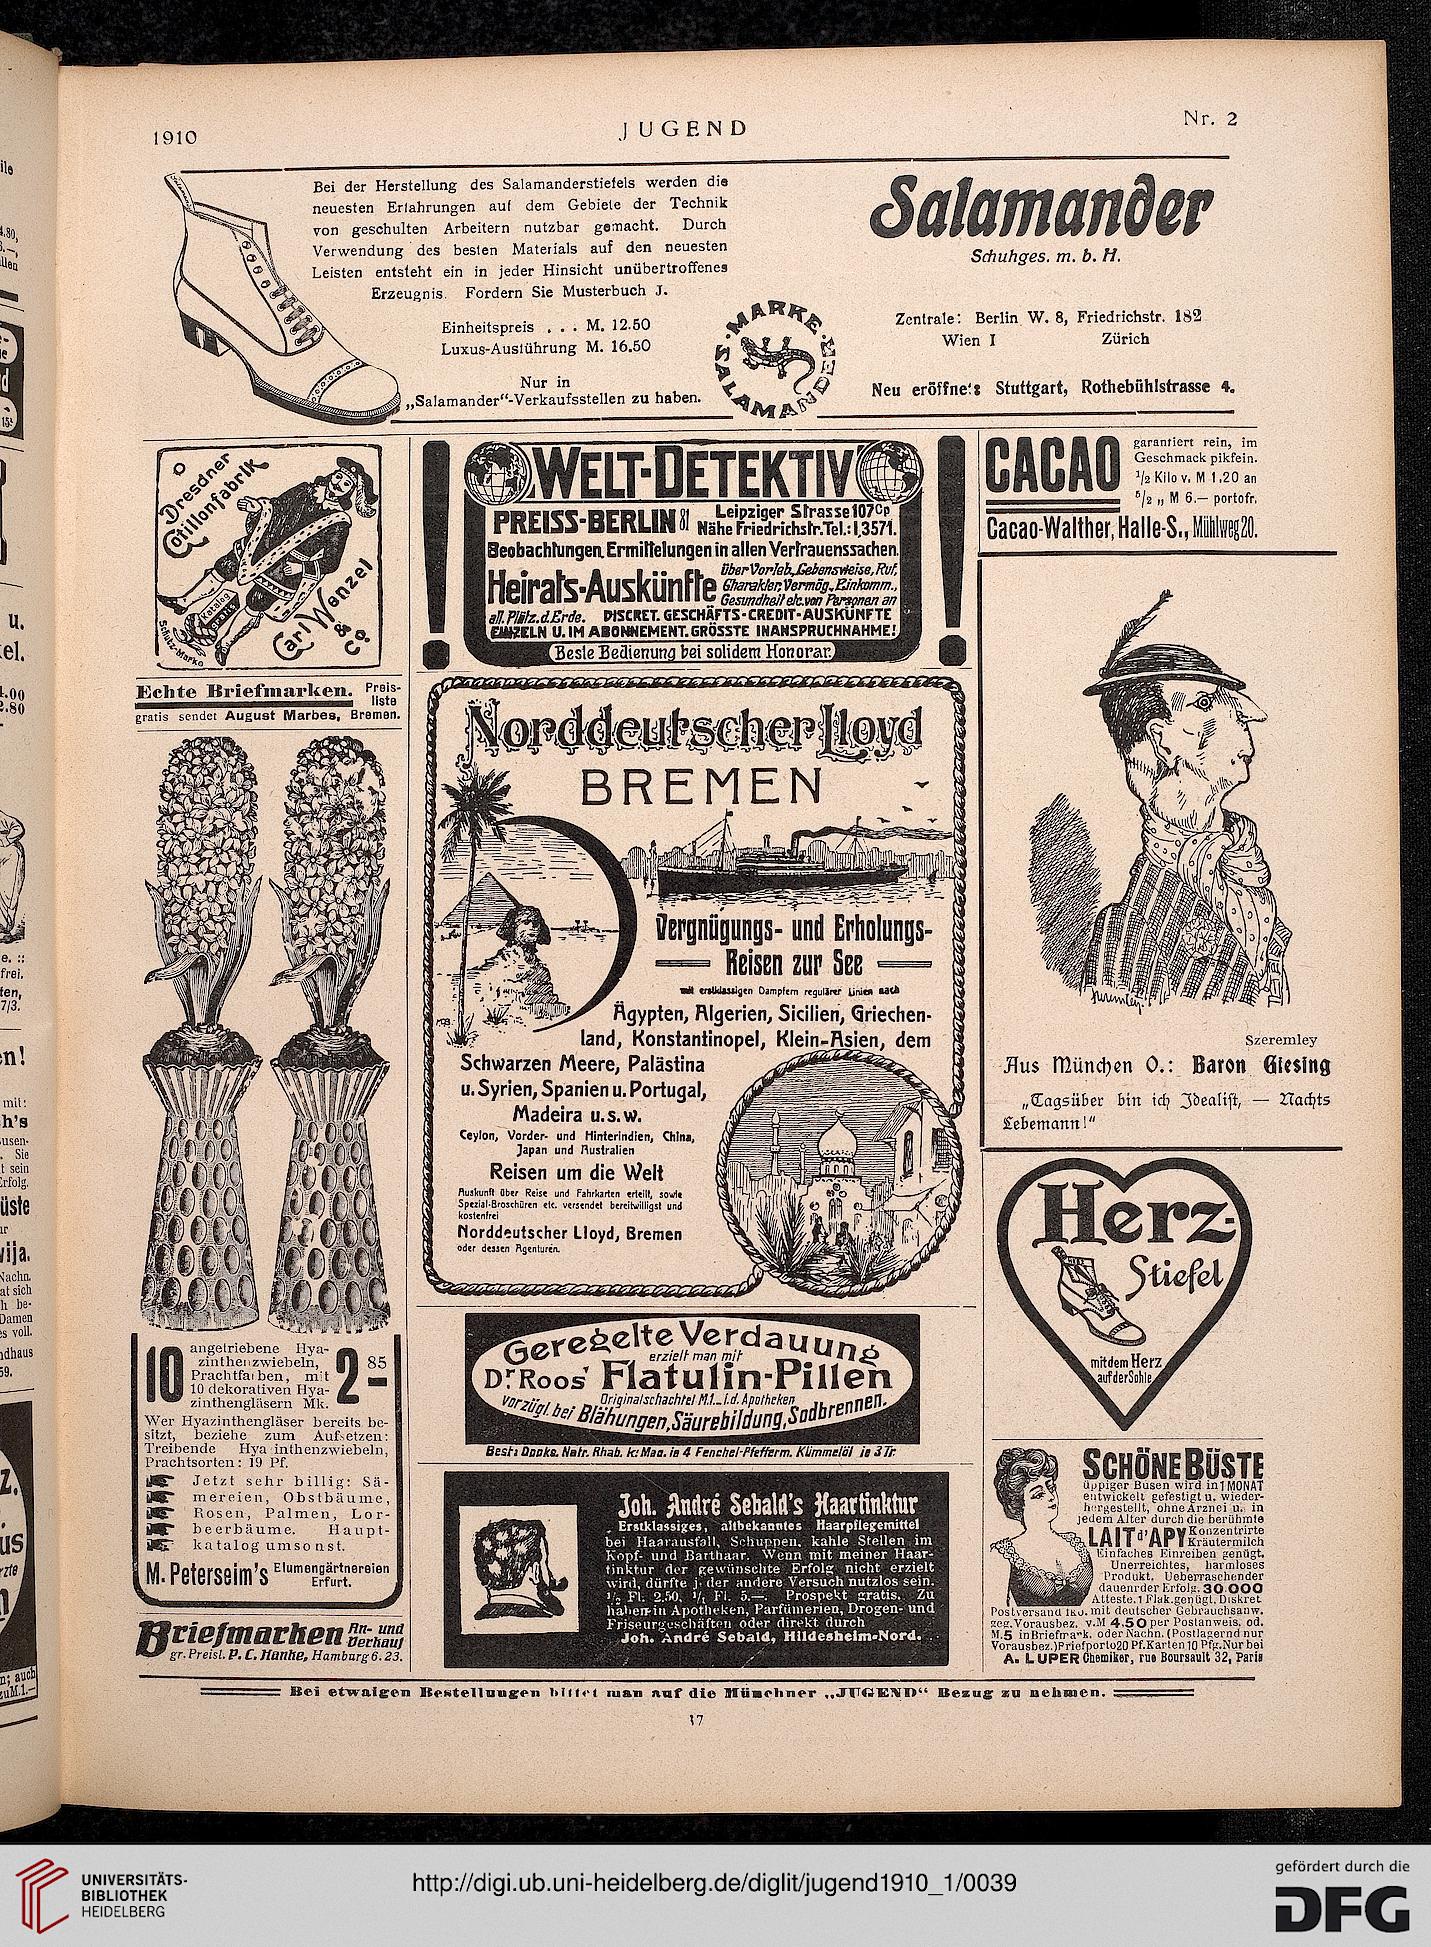 1910
JUGEND
Nr. 2
Bei der Herstellung des Salamanderstiefels werden die
neuesten Erfahrungen auf dem Gebiete der Technik
von geschulten Arbeitern nutzbar gemacht. Durch
Verwendung des besten Materials auf den neuesten
Leisten entsteht ein in jeder Hinsicht unübertroffenes
Erzeugnis. Fordern Sie Musterbuch J.
Einheitspreis . . . M. 12.50
Luxus-Ausführung M. 16.50
Nur in
„Salamander“-Verkaufsstellen zu haben.
MARKE SALAMANDER
Salamander
Schuhges. m. b. H.
Zentrale: Berlin W. 8, Friedrichstr. 182
Wien I Zürich
Neu eröffnet: Stuttgart, Rothebühlstrasse 4.
Dresdner
Cotillonfabrik
Katalog
gratis
Carl Wenzel
& Co.
Schutz-Marke
Echte Briefmarken. Preis-
liste
gratis sendet August Marbes, Bremen.
10 angetriebene Hya-
zinthenzwiebeln,
Prachtfarben, mit
10 dekorativen Hya-
zinthengläsern Mk. 2 85
Wer Hyazinthengläser bereits be-
sitzt, beziehe zum Aufsetzen:
Treibende Hyazinthenzwiebeln,
Prachtsorten: 19 Pf.
Jetzt sehr billig: Sä-
mereien, Obstbäume,
Rosen, Palmen, Lor-
beerbäume. Haupt-
katalog umsonst.
M. Peterseim's Blumengärtnereien
Erfurt.
Briefmarken An- und
Verkauf
gr. Preisl. P. C. Hanke, Hamburg 6. 23.
! WELT-DETEKTIV !
PREISS-BERLIN 81 Leipziger Strasse 107 Cp
Nähe Friedrichstr. Tel.: I, 3571.
Beobachtungen, Ermittelungen in allen Vertrauenssachen.
Heirats-Auskünfte über Vorleb., Lebensweise, Ruf,
Charakter, Vermög., Einkomm.,
Gesundheit etc. von Personen an
all. Plätz. d. Erde. DISCRET. GESCHÄFTS-CREDIT-AUSKÜNFTE
EINZELN U. IM ABONNEMENT. GRÖSSTE INANSPRUCHNAHME!
Beste Bedienung bei solidem Honorar.
Norddeutscher Lloyd
BREMEN
Vergnügungs- und Erholungs-
Reisen zur See
mit erstklassigen Dampfern regulärer Linien nach
Ägypten, Algerien, Sicilien, Griechen-
land, Konstantinopel, Klein-Asien, dem
Schwarzen Meere, Palästina
u. Syrien, Spanien u. Portugal,
Madeira u. s. w.
Ceylon, Vorder- und Hinterindien, China,
Japan und Australien
Reisen um die Welt
Auskunft über Reise und Fahrkarten erteilt, sowie
Spezial-Broschüren etc. versendet bereitwilligst und
kostenfrei
Norddeutscher Lloyd, Bremen
oder dessen Agenturen.
Geregelte Verdauung
erzielt man mit
Dr. Roos' Flatulin-Pillen
Originalschachtel M.1.- i. d. Apotheken
vorzügl. bei Blähungen, Säurebildung, Sodbrennen.
Joh. André Sebald's Haartinktur
Erstklassiges, altbekanntes Haarpflegemittel
bei Haarausfall, Schuppen, kahle Stellen im
Kopf- und Barthaar. Wenn mit meiner Haar-
tinktur der gewünschte Erfolg nicht erzielt
wird, dürfte jeder andere Versuch nutzlos sein.
1/2 Fl. 2.50, 1/1 Fl. 5.—. Prospekt gratis. Zu
haben in Apotheken, Parfümerien, Drogen- und
Friseurgeschäften oder direkt durch
Joh. André Sebald, Hildesheim-Nord.
CACAO garantiert rein, im
Geschmack pikfein.
1/2 Kilo v. M 1,20 an
5/2 „ M 6.— portofr.
Cacao-Walther, Halle-S., Mühlweg 20.
Szeremley
Szeremley
Aus München O.: Baron Giesing
„Tagsüber bin ich Idealist, — Nachts
Lebemann!“
Herz-
Stiefel
mit dem Herz
auf der Sohle
SCHÖNE BÜSTE
üppiger Busen wird in 1 MONAT
entwickelt gefestigt u. wieder-
hergestellt, ohne Arznei u. in
jedem Alter durch die berühmte
LAIT d'APY Konzentrirte
Kräutermilch
Einfaches Einreiben genügt.
Unerreichtes, harmloses
Produkt. Ueberraschender
dauernder Erfolg. 30 000
Atteste. 1 Flak. genügt. Diskret
Postversand mit deutscher Gebrauchsanw.
geg. Vorausbez. v. M 4.50 per Postanweis. od.
M.5 in Briefmark. oder Nachn. (Postlagernd nur
Vorausbez.) Briefporto 20 Pf. Karten 10 Pfg. Nur bei
A. LUPER Chemiker, rue Boursault 32, Paris
Bei etwaigen Bestellungen bittet man auf die Münchner „JUGEND“ Bezug zu nehmen.
37
UNIVERSITÄTS-
BIBLIOTHEK
HEIDELBERG
http://digi.ub.uni-heidelberg.de/diglit/jugend1910_1/0039
gefördert durch die
DFG